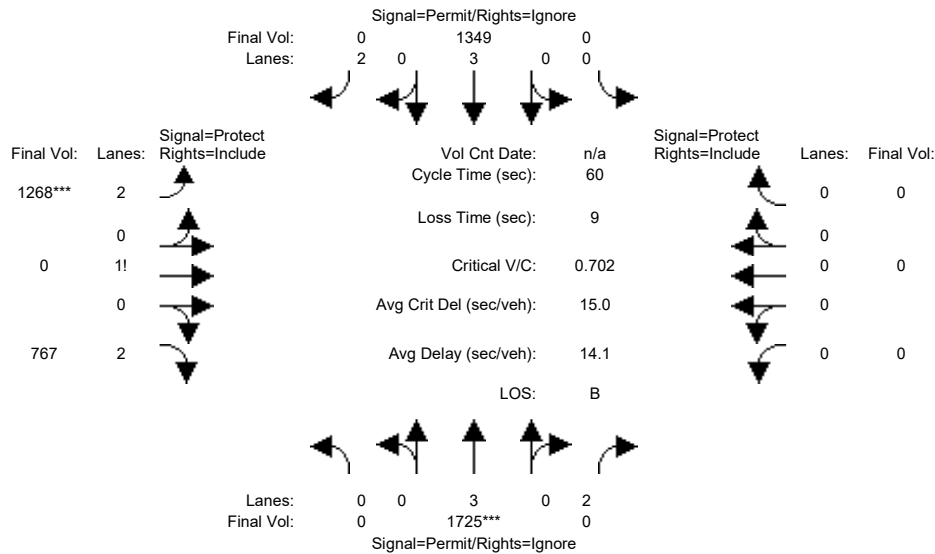 Signal=Permit/Rights=Ignore
Final Vol: 0 1349 0
Lanes: 2 0 3 0 0
Signal=Protect Signal=Protect
Final Vol: Lanes: Rights=Include Vol Cnt Date: n/a Rights=Include Lanes: Final Vol:
Cycle Time (sec): 60
1268*** 2 0 0
Loss Time (sec): 9
0 0
0 1! Critical V/C: 0.702 0 0
0 Avg Crit Del (sec/veh): 15.0 0
767 2 Avg Delay (sec/veh): 14.1 0 0
LOS: B
Lanes: 0 0 3 0 2
Final Vol: 0 1725*** 0
Signal=Permit/Rights=Ignore